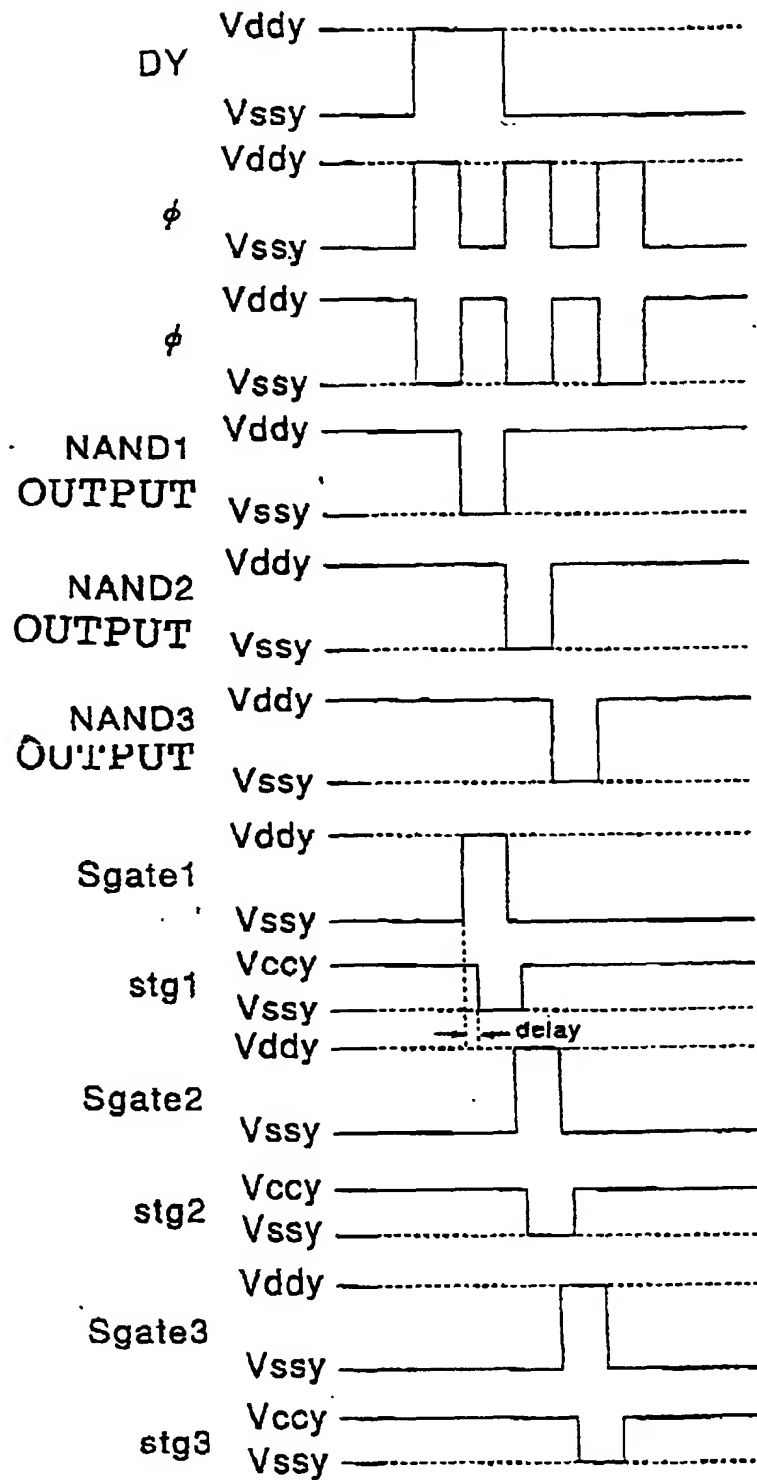 Vddy
DY
Vssy
Vddy
ϕ
Vssy
Vddy
ϕ
Vssy
Vddy
NAND1
OUTPUT
Vssy
Vddy
NAND2
OUTPUT
Vssy
Vddy
NAND3
OUTPUT
Vssy
Vddy
Sgate1
Vssy
Vccy
stg1
Vssy
delay
Vddy
Sgate2
Vssy
Vccy
stg2
Vssy
Vddy
Sgate3
Vssy
Vccy
stg3
Vssy